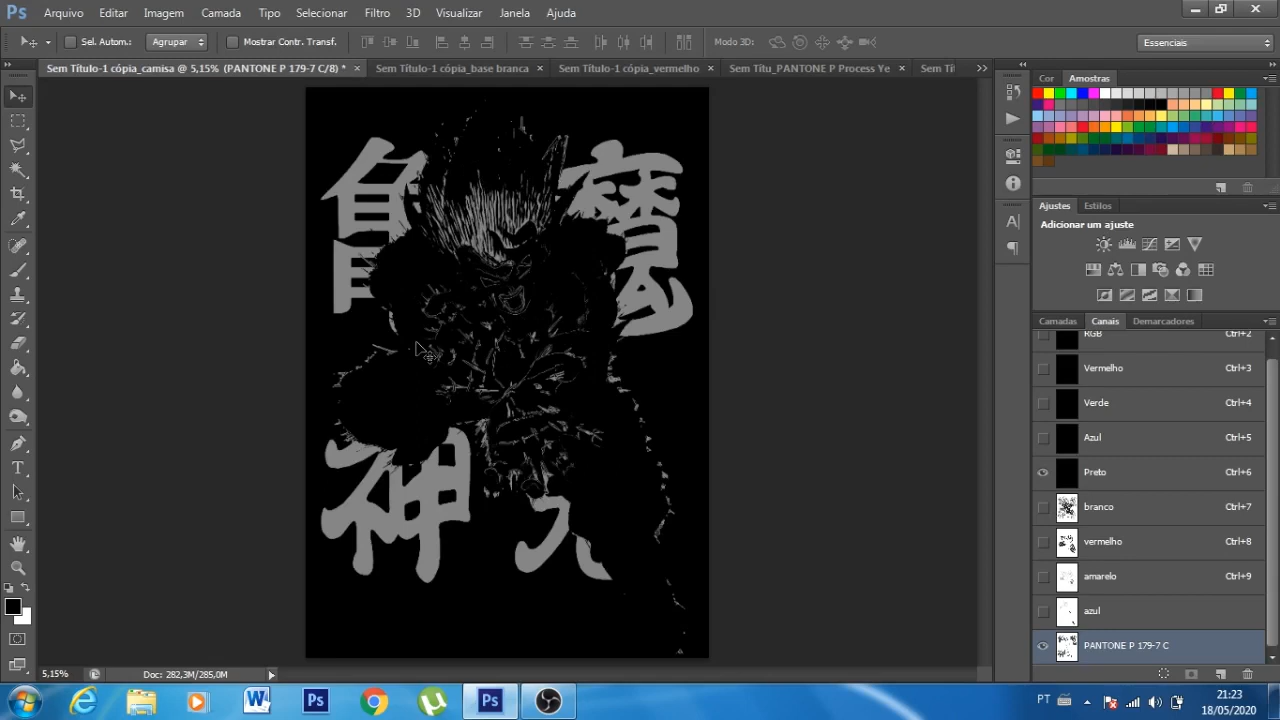 Ps Arquivo Editar Imagem Camada Tipo Selecionar Filtro 3D Visualizar Janela Ajuda
Sel. Autom.: Agrupar Mostrar Contr. Transf. Modo 3D: Essenciais
Sem Título-1 cópia_camisa @ 5,15% (PANTONE P 179-7 C/8) * × Sem Título-1 cópia_base branca × Sem Título-1 cópia_vermelho × Sem Títu_PANTONE P Process Ye × Sem Tít
Cor Amostras
Ajustes Estilos
Adicionar um ajuste
Camadas Canais Demarcadores
RGB Ctrl+2
Vermelho Ctrl+3
Verde Ctrl+4
Azul Ctrl+5
Preto Ctrl+6
branco Ctrl+7
vermelho Ctrl+8
amarelo Ctrl+9
azul
PANTONE P 179-7 C
神
5,15% Doc: 282,3M/285,0M
PT 21:23
18/05/2020